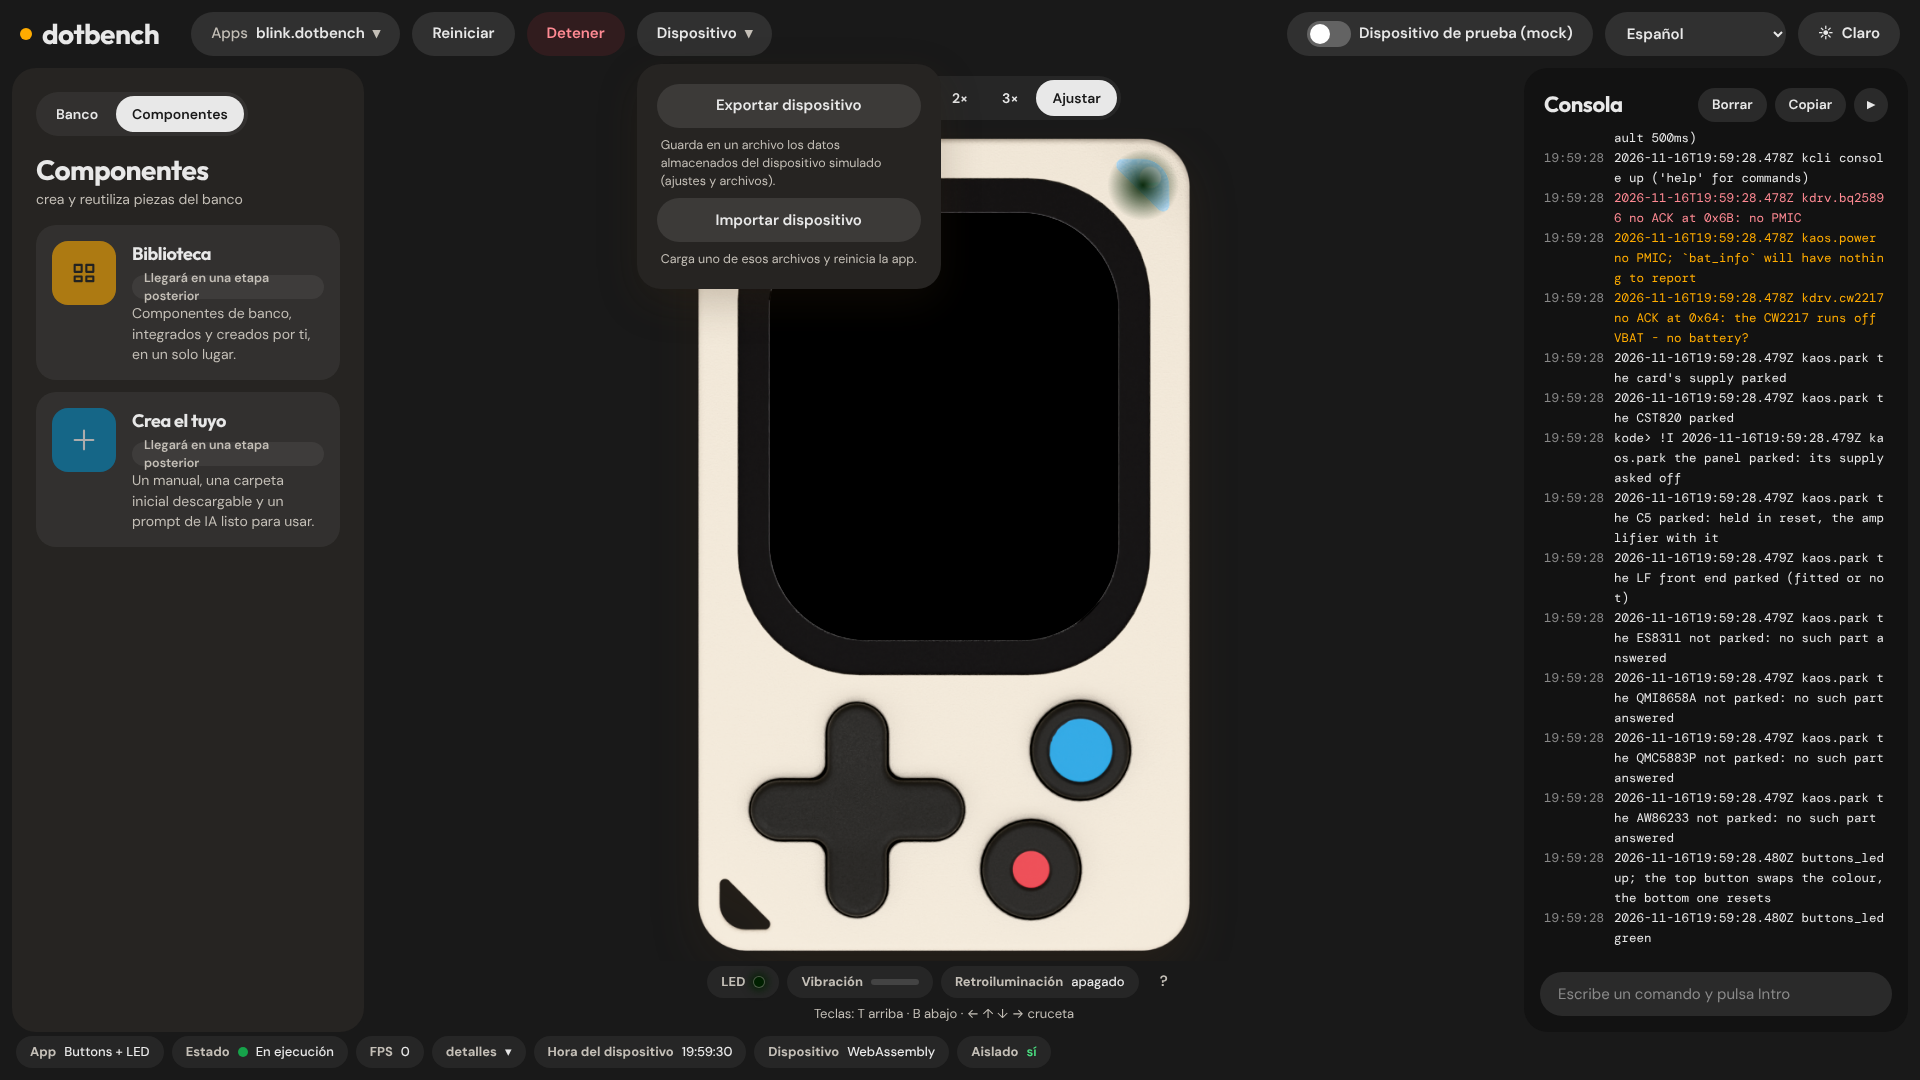 dotbench
Apps blink.dotbench ▾
Reiniciar
Detener
Dispositivo ▾
Dispositivo de prueba (mock)
Español
☀ Claro
Banco
Componentes
Componentes
crea y reutiliza piezas del banco
Biblioteca
Llegará en una etapa
posterior
Componentes de banco,
integrados y creados por ti,
en un solo lugar.
Crea el tuyo
Llegará en una etapa
posterior
Un manual, una carpeta
inicial descargable y un
prompt de IA listo para usar.
Exportar dispositivo
Guarda en un archivo los datos
almacenados del dispositivo simulado
(ajustes y archivos).
Importar dispositivo
Carga uno de esos archivos y reinicia la app.
2×
3×
Ajustar
LED
Vibración
Retroiluminación apagado
?
Teclas: T arriba · B abajo · ← ↑ ↓ → cruceta
Consola
Borrar
Copiar
▶
ault 500ms)
19:59:28 2026-11-16T19:59:28.478Z kcli consol
e up ('help' for commands)
19:59:28 2026-11-16T19:59:28.478Z kdrv.bq2589
6 no ACK at 0x6B: no PMIC
19:59:28 2026-11-16T19:59:28.478Z kaos.power
no PMIC; `bat_info` will have nothin
g to report
19:59:28 2026-11-16T19:59:28.478Z kdrv.cw2217
no ACK at 0x64: the CW2217 runs off
VBAT - no battery?
19:59:28 2026-11-16T19:59:28.479Z kaos.park t
he card's supply parked
19:59:28 2026-11-16T19:59:28.479Z kaos.park t
he CST820 parked
19:59:28 kode> !I 2026-11-16T19:59:28.479Z ka
os.park the panel parked: its supply
asked off
19:59:28 2026-11-16T19:59:28.479Z kaos.park t
he C5 parked: held in reset, the amp
lifier with it
19:59:28 2026-11-16T19:59:28.479Z kaos.park t
he LF front end parked (fitted or no
t)
19:59:28 2026-11-16T19:59:28.479Z kaos.park t
he ES8311 not parked: no such part a
nswered
19:59:28 2026-11-16T19:59:28.479Z kaos.park t
he QMI8658A not parked: no such part
answered
19:59:28 2026-11-16T19:59:28.479Z kaos.park t
he QMC5883P not parked: no such part
answered
19:59:28 2026-11-16T19:59:28.479Z kaos.park t
he AW86233 not parked: no such part
answered
19:59:28 2026-11-16T19:59:28.480Z buttons_led
up; the top button swaps the colour,
the bottom one resets
19:59:28 2026-11-16T19:59:28.480Z buttons_led
green
Escribe un comando y pulsa Intro
App Buttons + LED
Estado En ejecución
FPS 0
detalles ▾
Hora del dispositivo 19:59:30
Dispositivo WebAssembly
Aislado sí